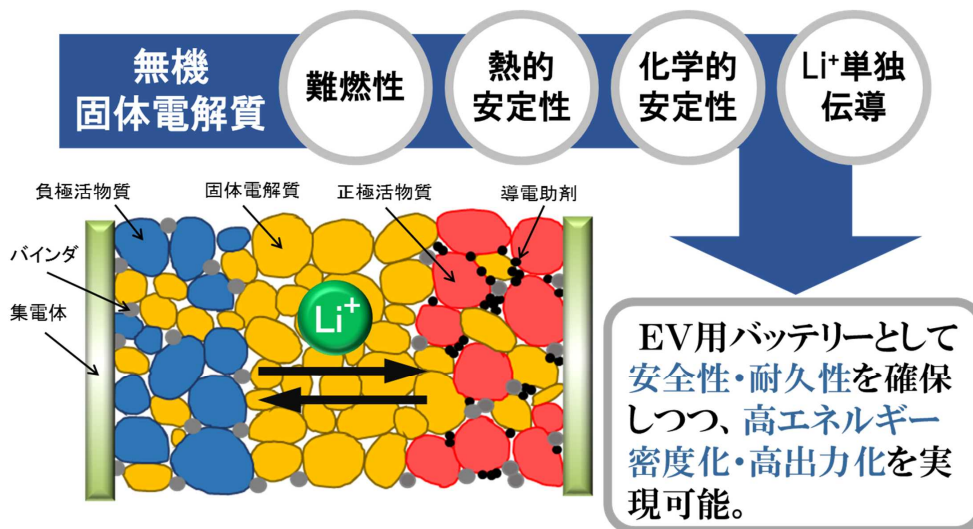 無機
固体電解質
難燃性
熱的
安定性
化学的
安定性
Li⁺単独
伝導
負極活物質
固体電解質
正極活物質
導電助剤
バインダ
集電体
Li⁺
EV用バッテリーとして
安全性・耐久性を確保
しつつ、高エネルギー
密度化・高出力化を実
現可能。